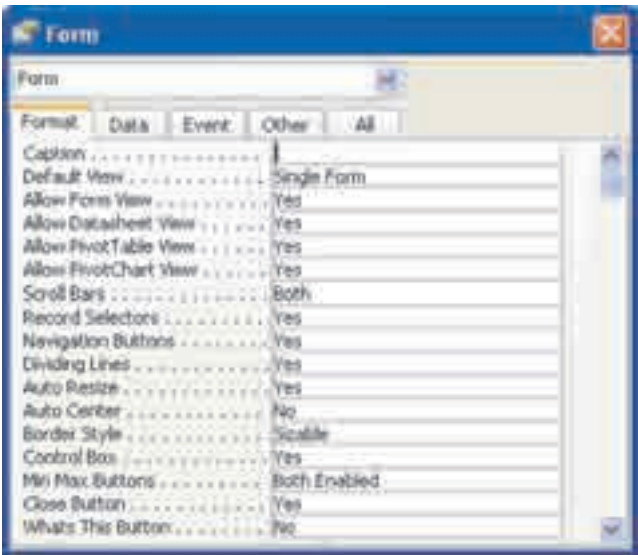 Form
Form
Format Data Event Other All
Caption . . . . . . . . . . . . . . .
Default View . . . . . . . . . . . . Single Form
Allow Form View . . . . . . . . . Yes
Allow Datasheet View . . . . . . Yes
Allow PivotTable View . . . . . . Yes
Allow PivotChart View . . . . . . Yes
Scroll Bars . . . . . . . . . . . . . Both
Record Selectors . . . . . . . . . Yes
Navigation Buttons . . . . . . . . Yes
Dividing Lines . . . . . . . . . . . Yes
Auto Resize . . . . . . . . . . . . Yes
Auto Center . . . . . . . . . . . . No
Border Style . . . . . . . . . . . . Sizable
Control Box . . . . . . . . . . . . Yes
Min Max Buttons . . . . . . . . . Both Enabled
Close Button . . . . . . . . . . . Yes
Whats This Button . . . . . . . . No